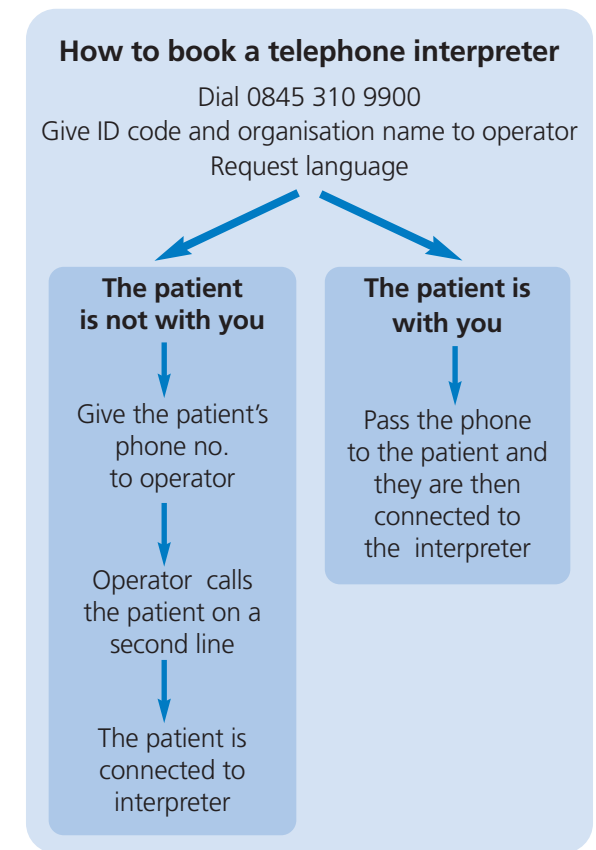 How to book a telephone interpreter
Dial 0845 310 9900
Give ID code and organisation name to operator
Request language
The patient
is not with you
Give the patient's
phone no.
to operator
Operator calls
the patient on a
second line
The patient is
connected to
interpreter
The patient is
with you
Pass the phone
to the patient and
they are then
connected to
the interpreter